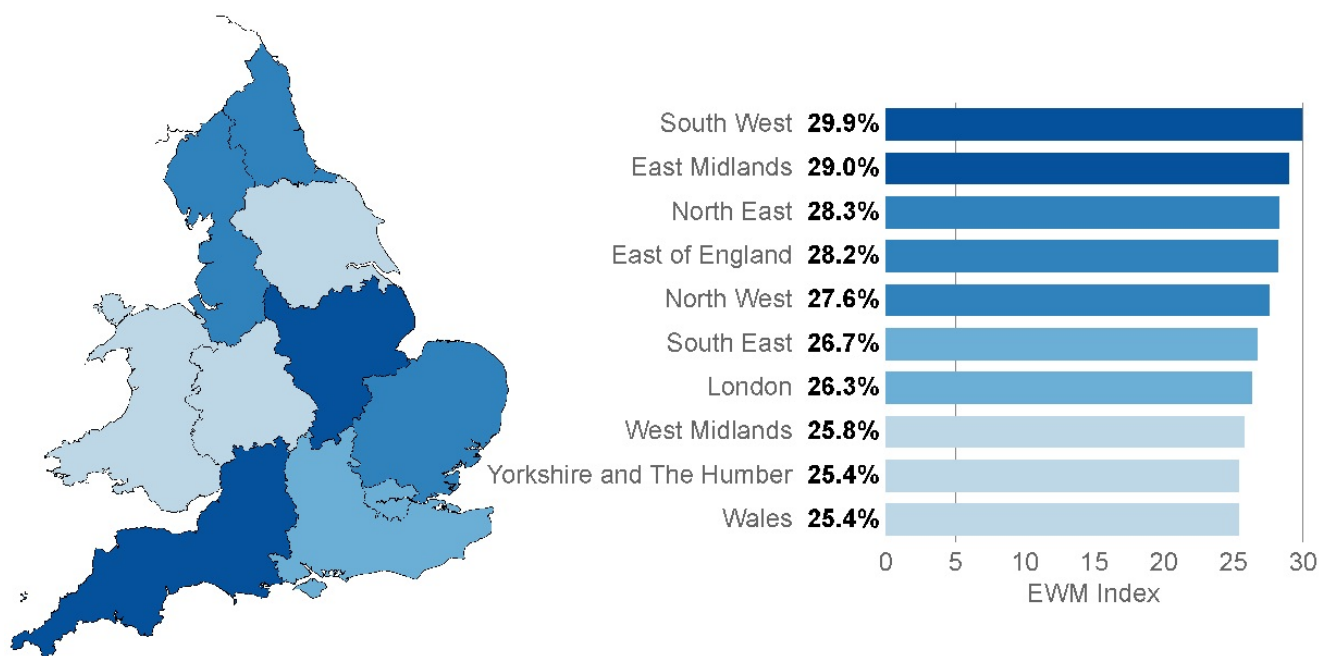 South West 29.9%
East Midlands 29.0%
North East 28.3%
East of England 28.2%
North West 27.6%
South East 26.7%
London 26.3%
West Midlands 25.8%
Yorkshire and The Humber 25.4%
Wales 25.4%
0 5 10 15 20 25 30
EWM Index